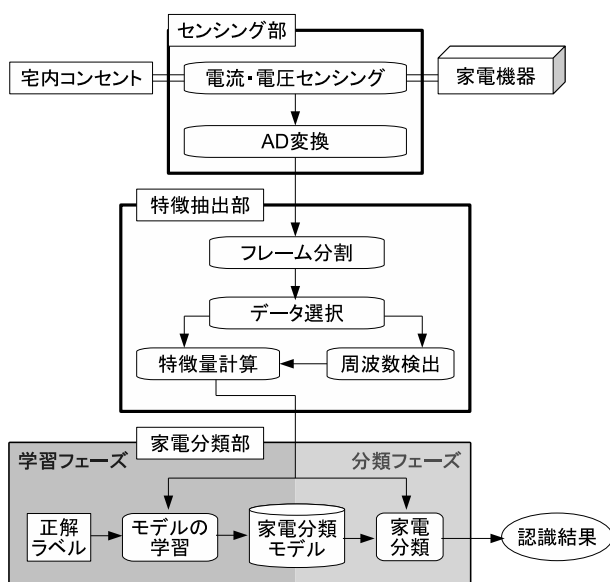 センシング部
宅内コンセント
電流・電圧センシング
家電機器
AD変換
特徴抽出部
フレーム分割
データ選択
特徴量計算
周波数検出
家電分類部
学習フェーズ
分類フェーズ
正解
ラベル
モデルの
学習
家電分類
モデル
家電
分類
認識結果